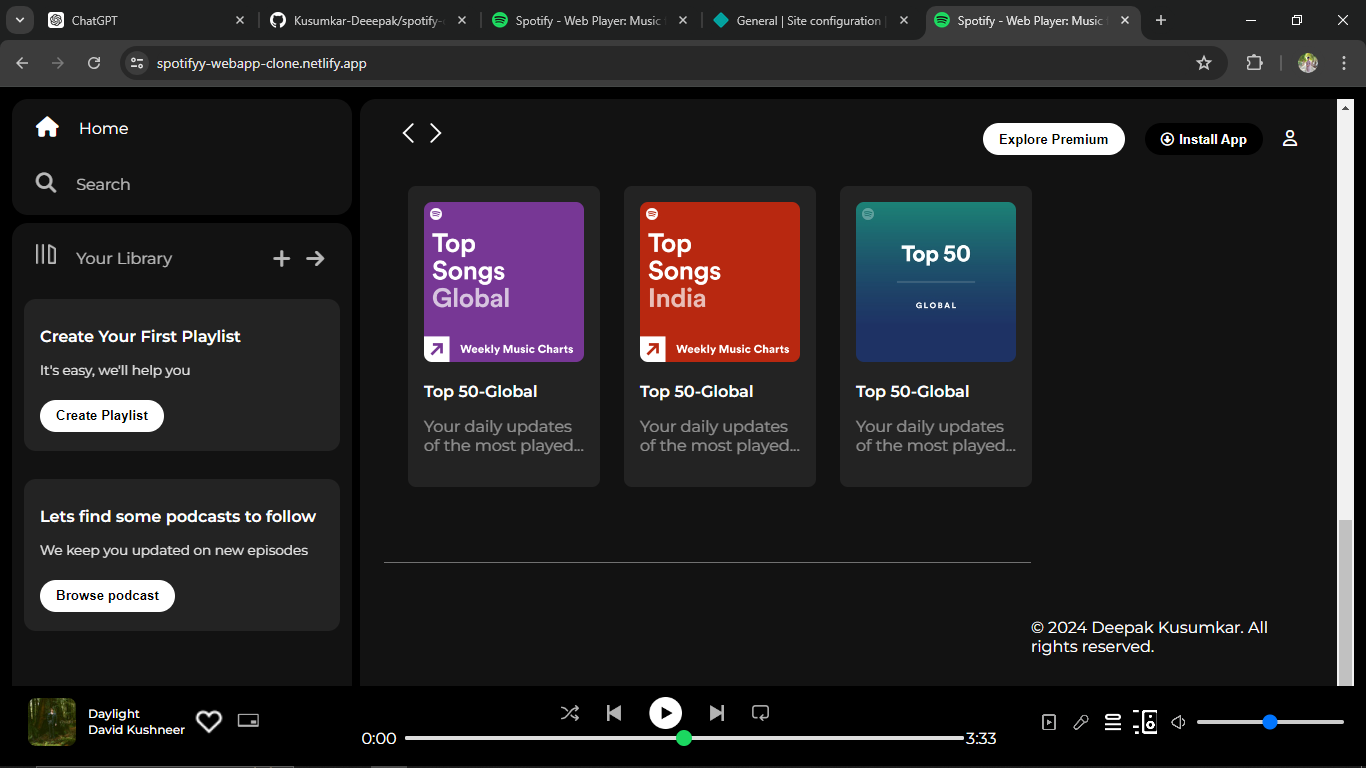 ChatGPT
Kusumkar-Deeepak/spotify-
Spotify - Web Player: Music
General | Site configuration
Spotify - Web Player: Music
spotifyy-webapp-clone.netlify.app
Home
Search
Your Library
Create Your First Playlist
It's easy, we'll help you
Create Playlist
Lets find some podcasts to follow
We keep you updated on new episodes
Browse podcast
Explore Premium
Install App
Top
Songs
Global
Weekly Music Charts
Top 50-Global
Your daily updates
of the most played...
Top
Songs
India
Weekly Music Charts
Top 50-Global
Your daily updates
of the most played...
Top 50
GLOBAL
Top 50-Global
Your daily updates
of the most played...
© 2024 Deepak Kusumkar. All
rights reserved.
Daylight
David Kushneer
0:00
3:33